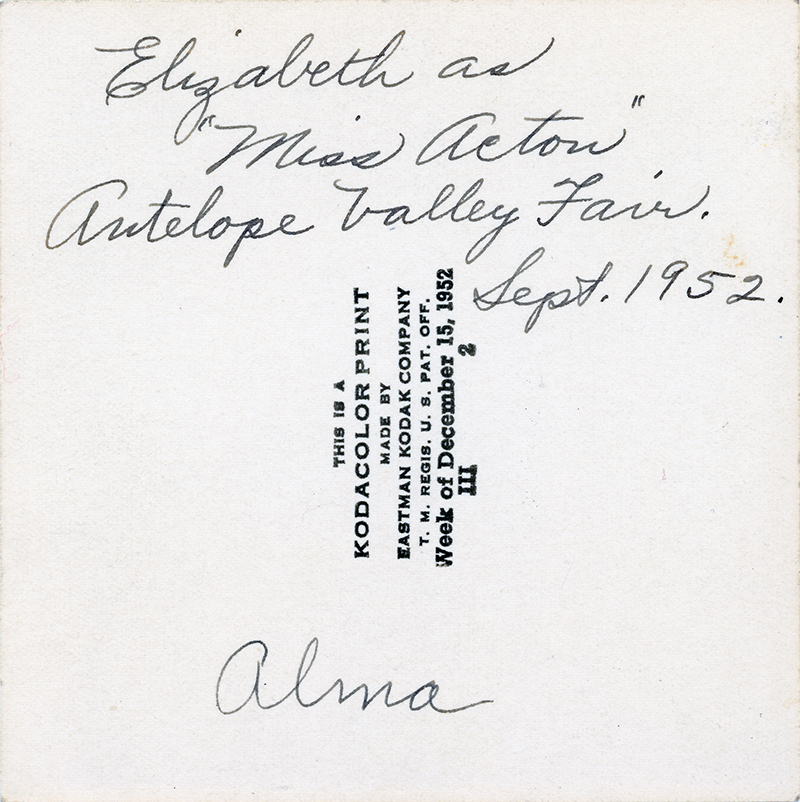 Elizabeth as
"Miss Acton"
Antelope Valley Fair.
Sept. 1952.
THIS IS A
KODACOLOR PRINT
MADE BY
EASTMAN KODAK COMPANY
T. M. REGIS. U. S. PAT. OFF.
Week of December 15, 1952
III 2
Alma